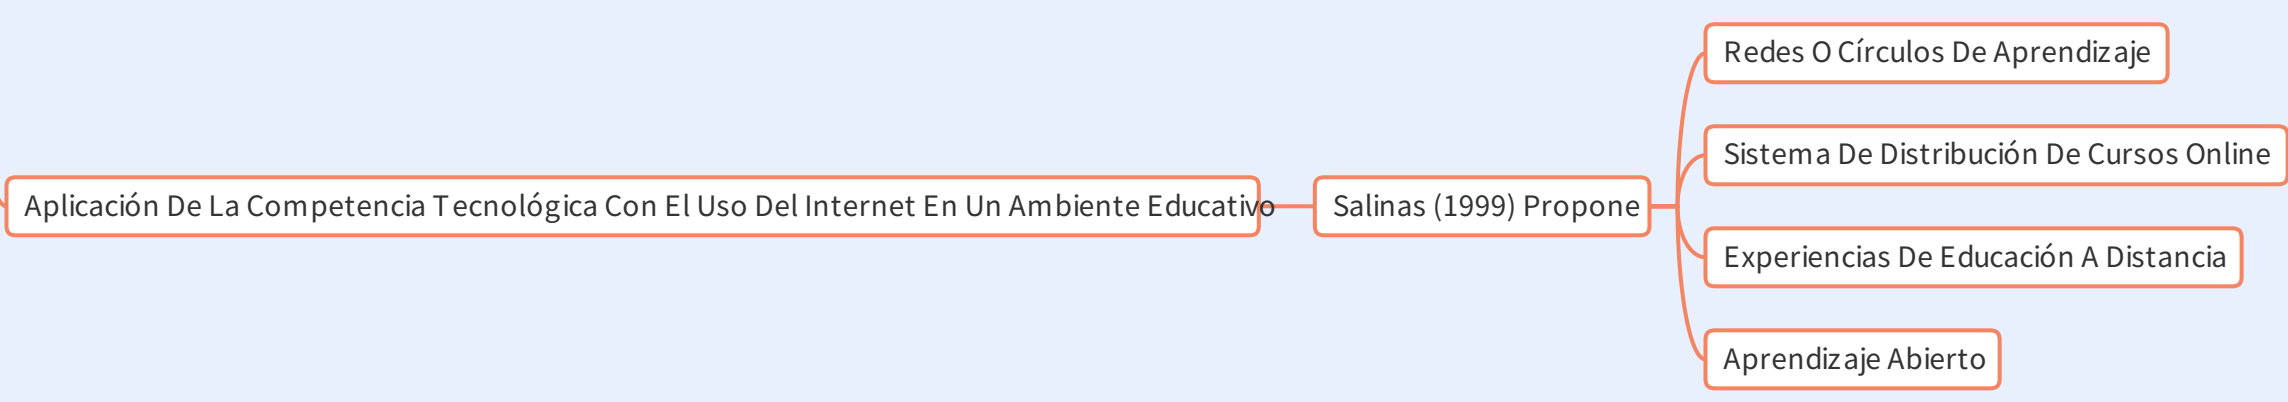 Redes O Círculos De Aprendizaje
Sistema De Distribución De Cursos Online
Aplicación De La Competencia Tecnológica Con El Uso Del Internet En Un Ambiente Educativo
Salinas (1999) Propone
Experiencias De Educación A Distancia
Aprendizaje Abierto